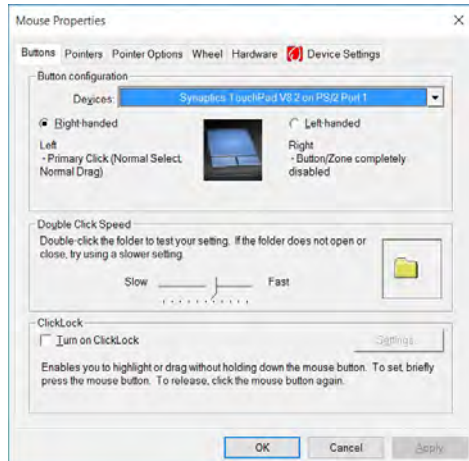 Mouse Properties
Buttons Pointers Pointer Options Wheel Hardware Device Settings
Button configuration
Devices: Synaptics TouchPad V8.2 on PS/2 Port 1
Right-handed Left-handed
Left Right
- Primary Click (Normal Select, - Button/Zone completely
Normal Drag) disabled
Double Click Speed
Double-click the folder to test your setting. If the folder does not open or
close, try using a slower setting.
Slow Fast
ClickLock
Turn on ClickLock Settings...
Enables you to highlight or drag without holding down the mouse button. To set, briefly
press the mouse button. To release, click the mouse button again.
OK Cancel Apply